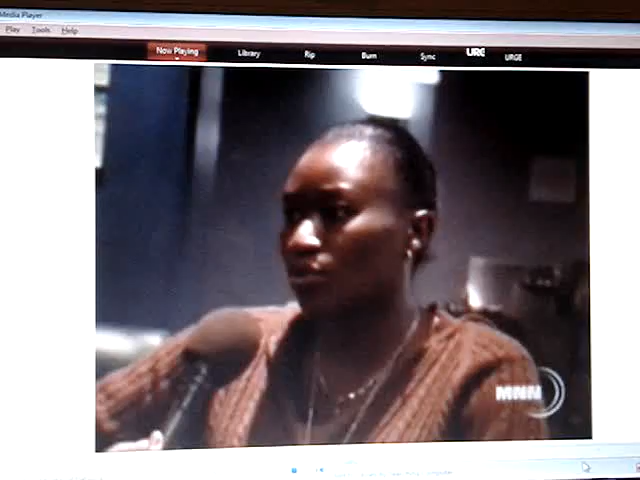 Media Player
Play Tools Help
Now Playing Library Rip Burn Sync URGE URGE
MNN